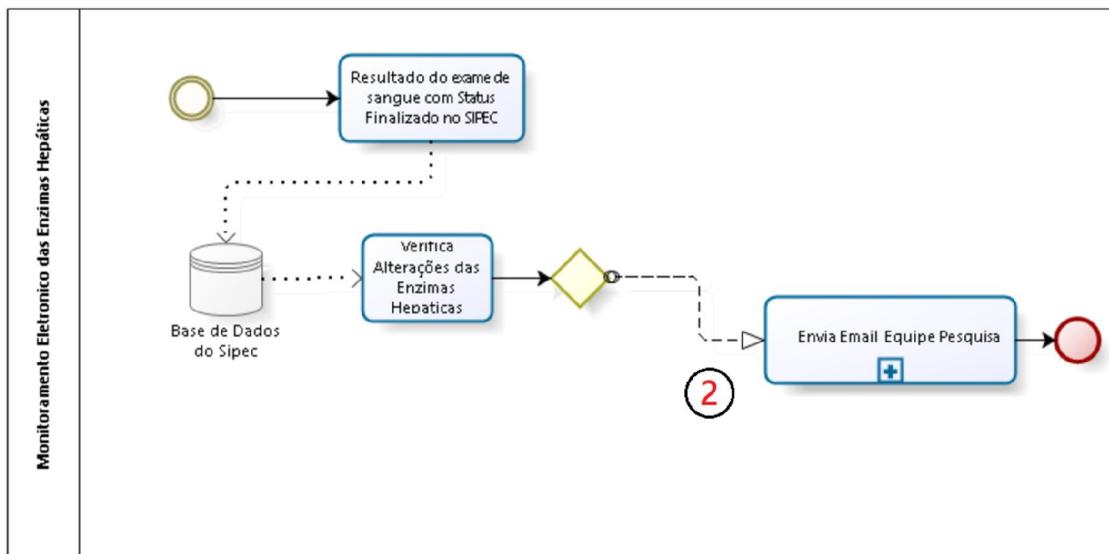 Monitoramento Eletronico das Enzimas Hepáticas
Resultado do exame de
sangue com Status
Finalizado no SIPEC
Base de Dados
do Sipec
Verifica
Alterações das
Enzimas
Hepaticas
2
Envia Email Equipe Pesquisa